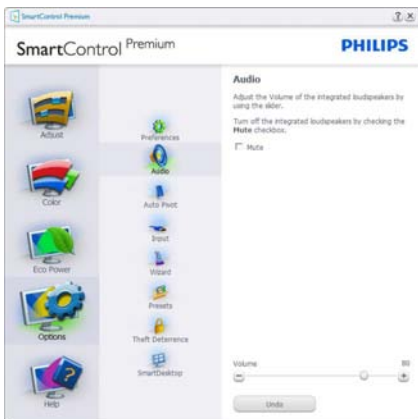 SmartControl Premium
SmartControl Premium
PHILIPS
Adjust
Color
Eco Power
Options
Help
Preferences
Audio
Auto Pivot
Input
Wizard
Presets
Theft Deterrence
SmartDesktop
Audio
Adjust the Volume of the integrated loudspeakers by
using the slider.
Turn off the integrated loudspeakers by checking the
Mute checkbox.
Mute
Volume
80
Undo